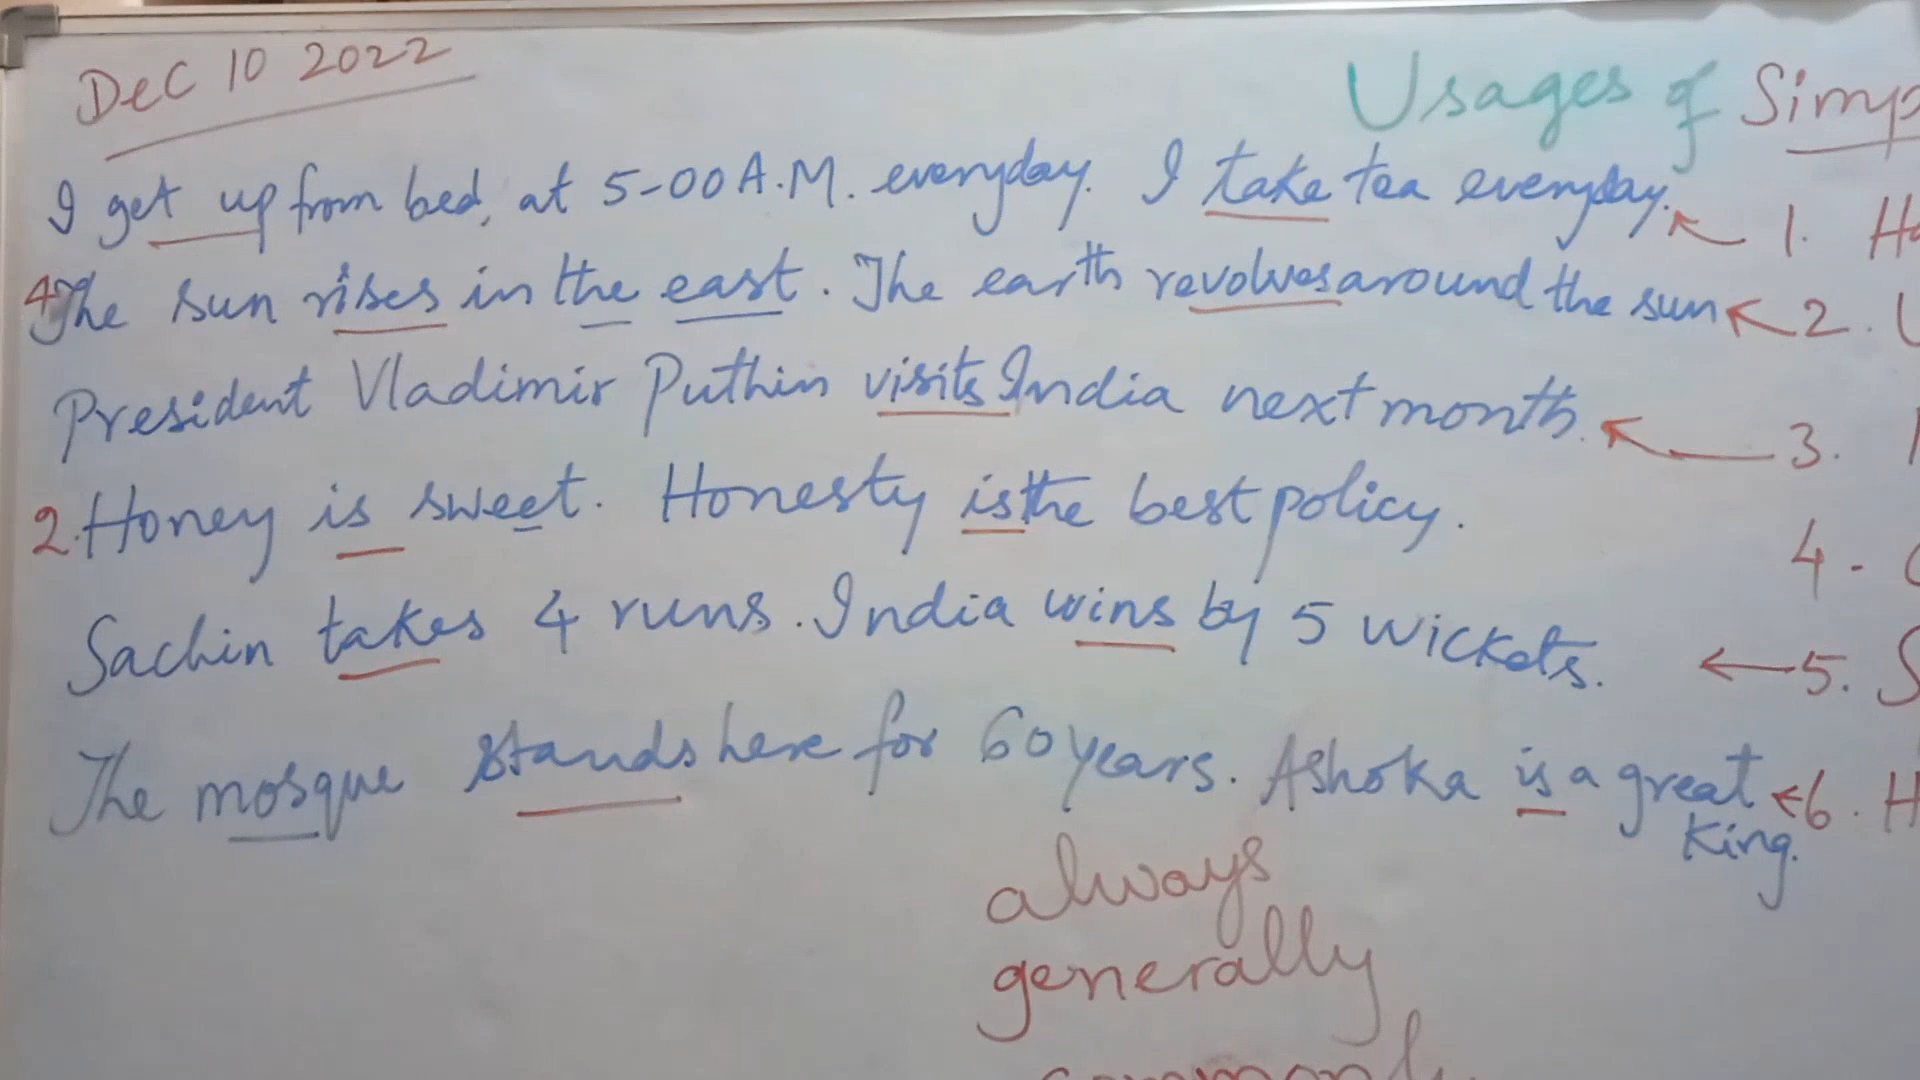 Dec 10 2022
Usages of Simp
I get up from bed, at 5-00 A.M. everyday. I take tea everyday. 1. Ha
4 The sun rises in the east. The earth revolves around the sun 2. U
President Vladimir Puthin visits India next month. 3.
2. Honey is sweet. Honesty is the best policy.
4.
Sachin takes 4 runs. India wins by 5 wickets. 5. S
The mosque stands here for 60 years. Ashoka is a great 6. H
King.
always
generally